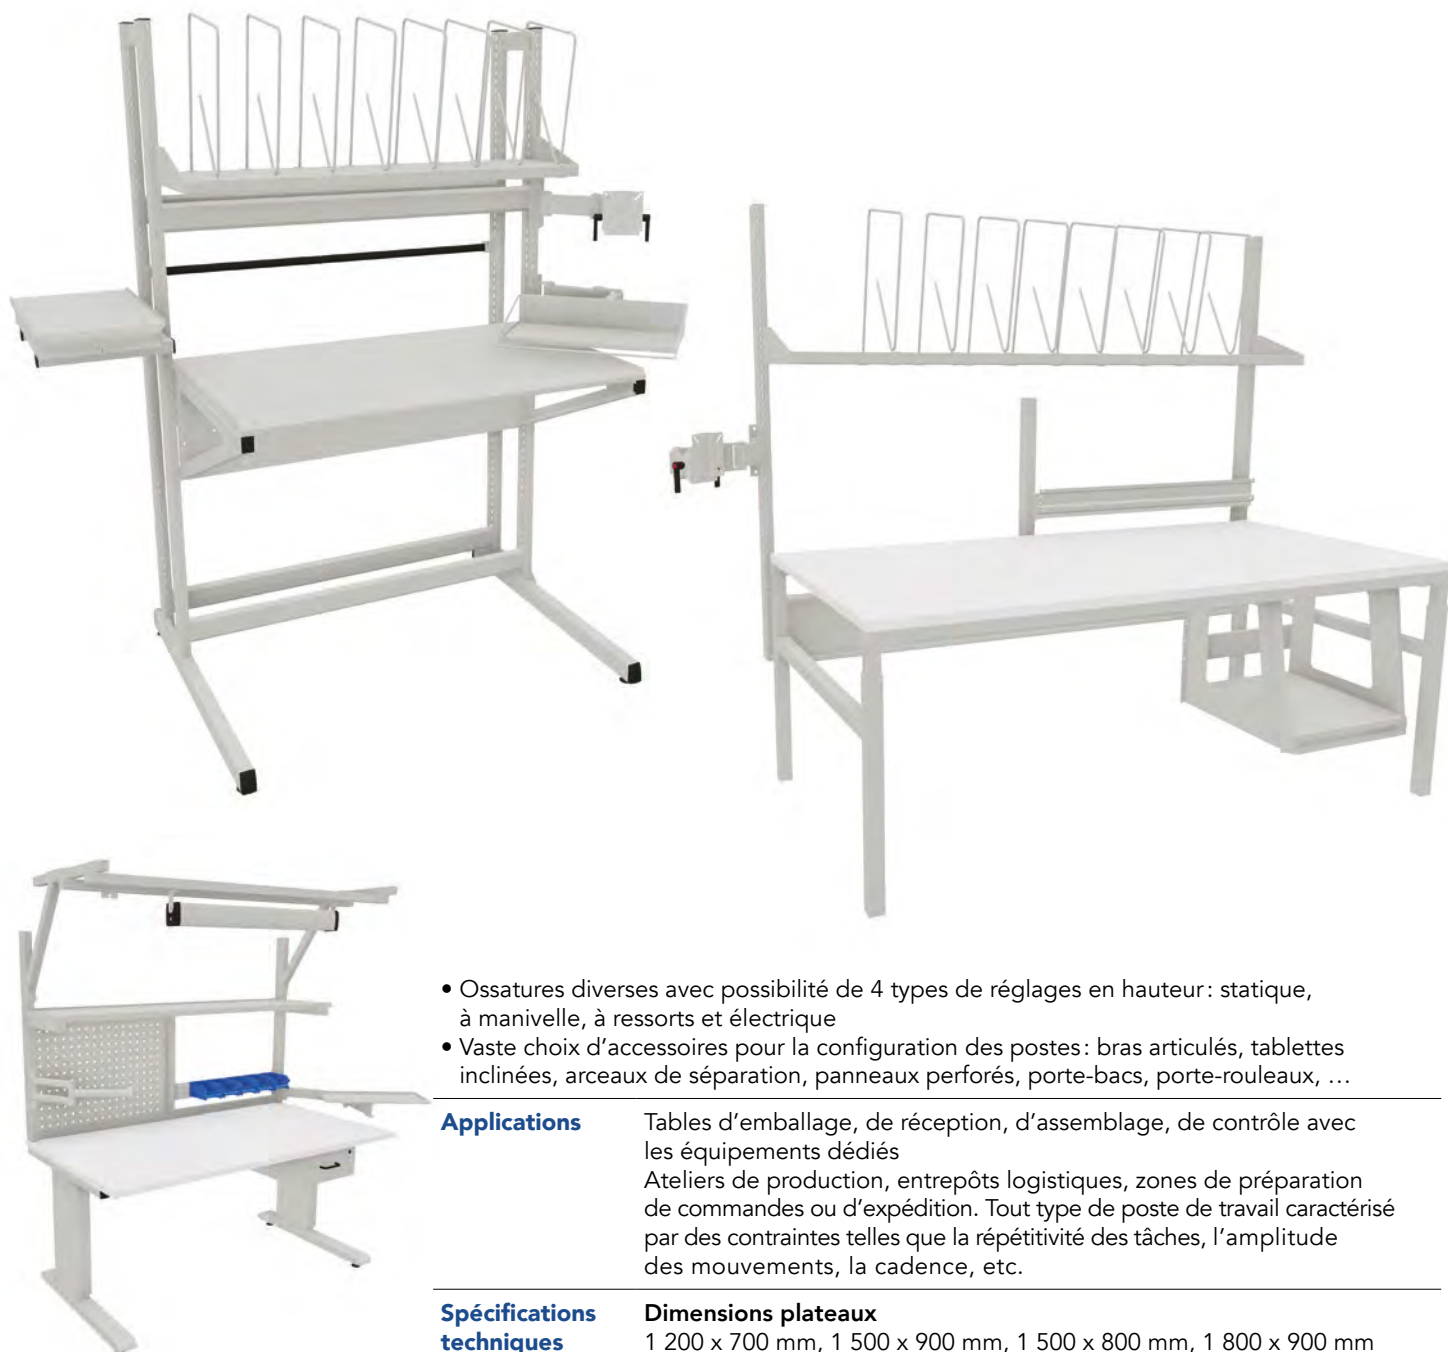 • Ossatures diverses avec possibilité de 4 types de réglages en hauteur : statique,
à manivelle, à ressorts et électrique
• Vaste choix d’accessoires pour la configuration des postes : bras articulés, tablettes
inclinées, arceaux de séparation, panneaux perforés, porte-bacs, porte-rouleaux, …
Applications
Tables d’emballage, de réception, d’assemblage, de contrôle avec
les équipements dédiés
Ateliers de production, entrepôts logistiques, zones de préparation
de commandes ou d’expédition. Tout type de poste de travail caractérisé
par des contraintes telles que la répétitivité des tâches, l’amplitude
des mouvements, la cadence, etc.
Spécifications
techniques
Dimensions plateaux
1 200 x 700 mm, 1 500 x 900 mm, 1 500 x 800 mm, 1 800 x 900 mm